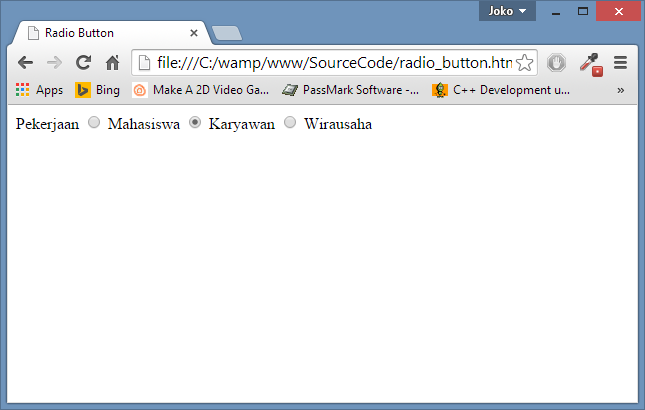 Joko
Radio Button
file:///C:/wamp/www/SourceCode/radio_button.htm
Apps Bing Make A 2D Video Ga... PassMark Software -... C++ Development u... »
Pekerjaan Mahasiswa Karyawan Wirausaha